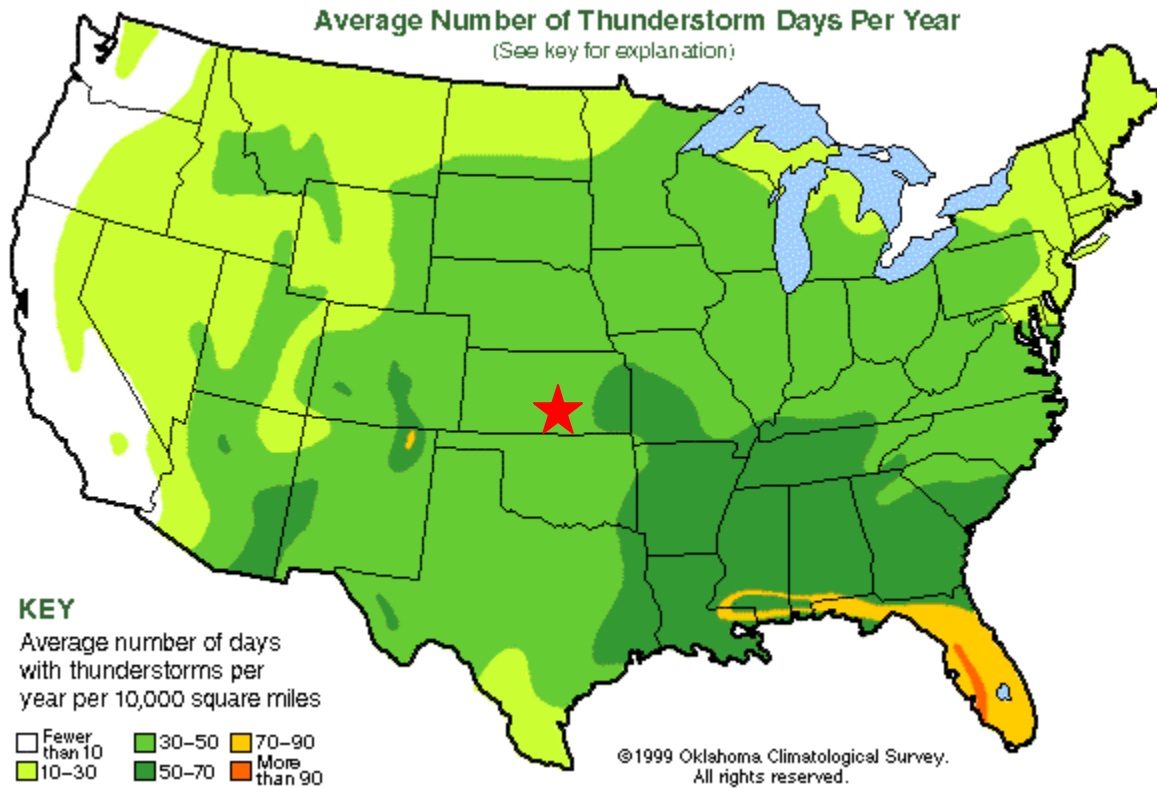 Average Number of Thunderstorm Days Per Year
(See key for explanation)
KEY
Average number of days
with thunderstorms per
year per 10,000 square miles
Fewer
than 10
10–30
30–50
50–70
70–90
More
than 90
©1999 Oklahoma Climatological Survey.
All rights reserved.